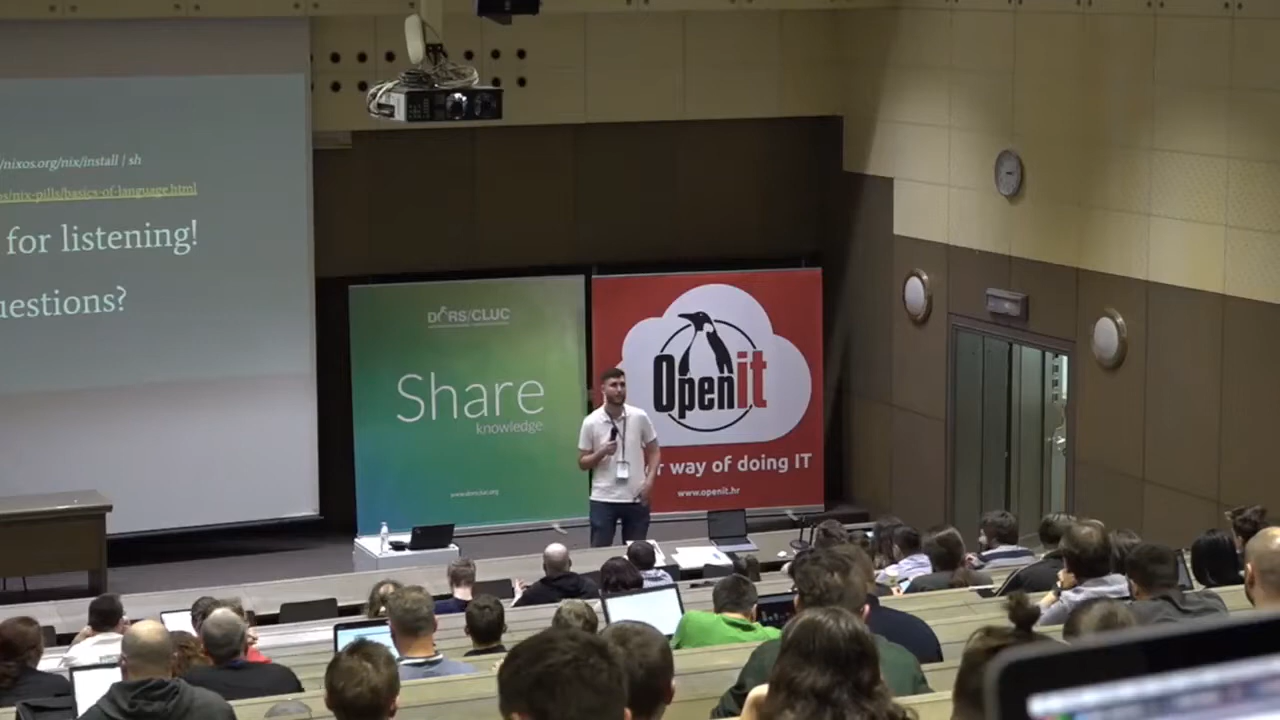 /nixos.org/nix/install | sh
os/nix-pills/basics-of-language.html
for listening!
uestions?
DORS/CLUC
Share
knowledge
www.dorscluc.org
Openit
r way of doing IT
www.openit.hr